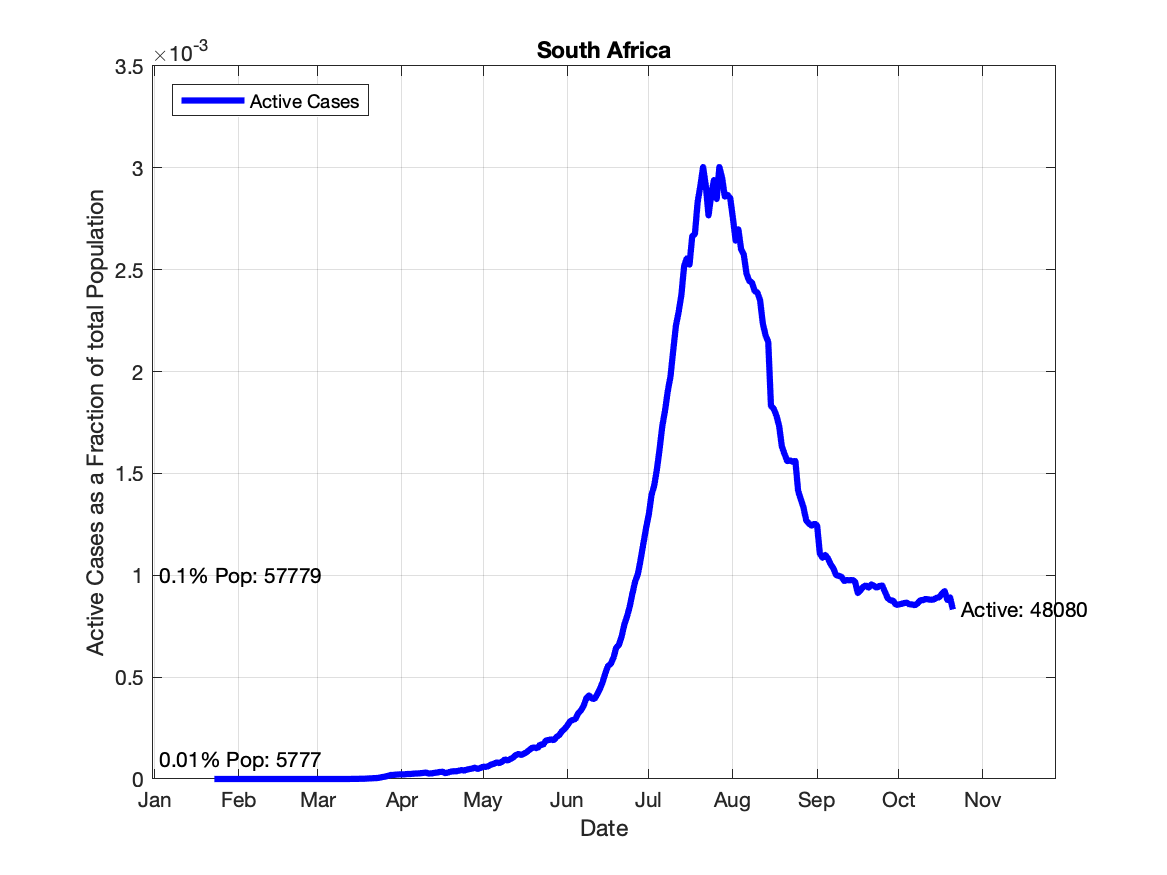 South Africa
×10-3
3.5
3
2.5
2
1.5
1
0.5
0
Active Cases
0.1% Pop: 57779
0.01% Pop: 5777
Active: 48080
Active Cases as a Fraction of total Population
Jan Feb Mar Apr May Jun Jul Aug Sep Oct Nov
Date